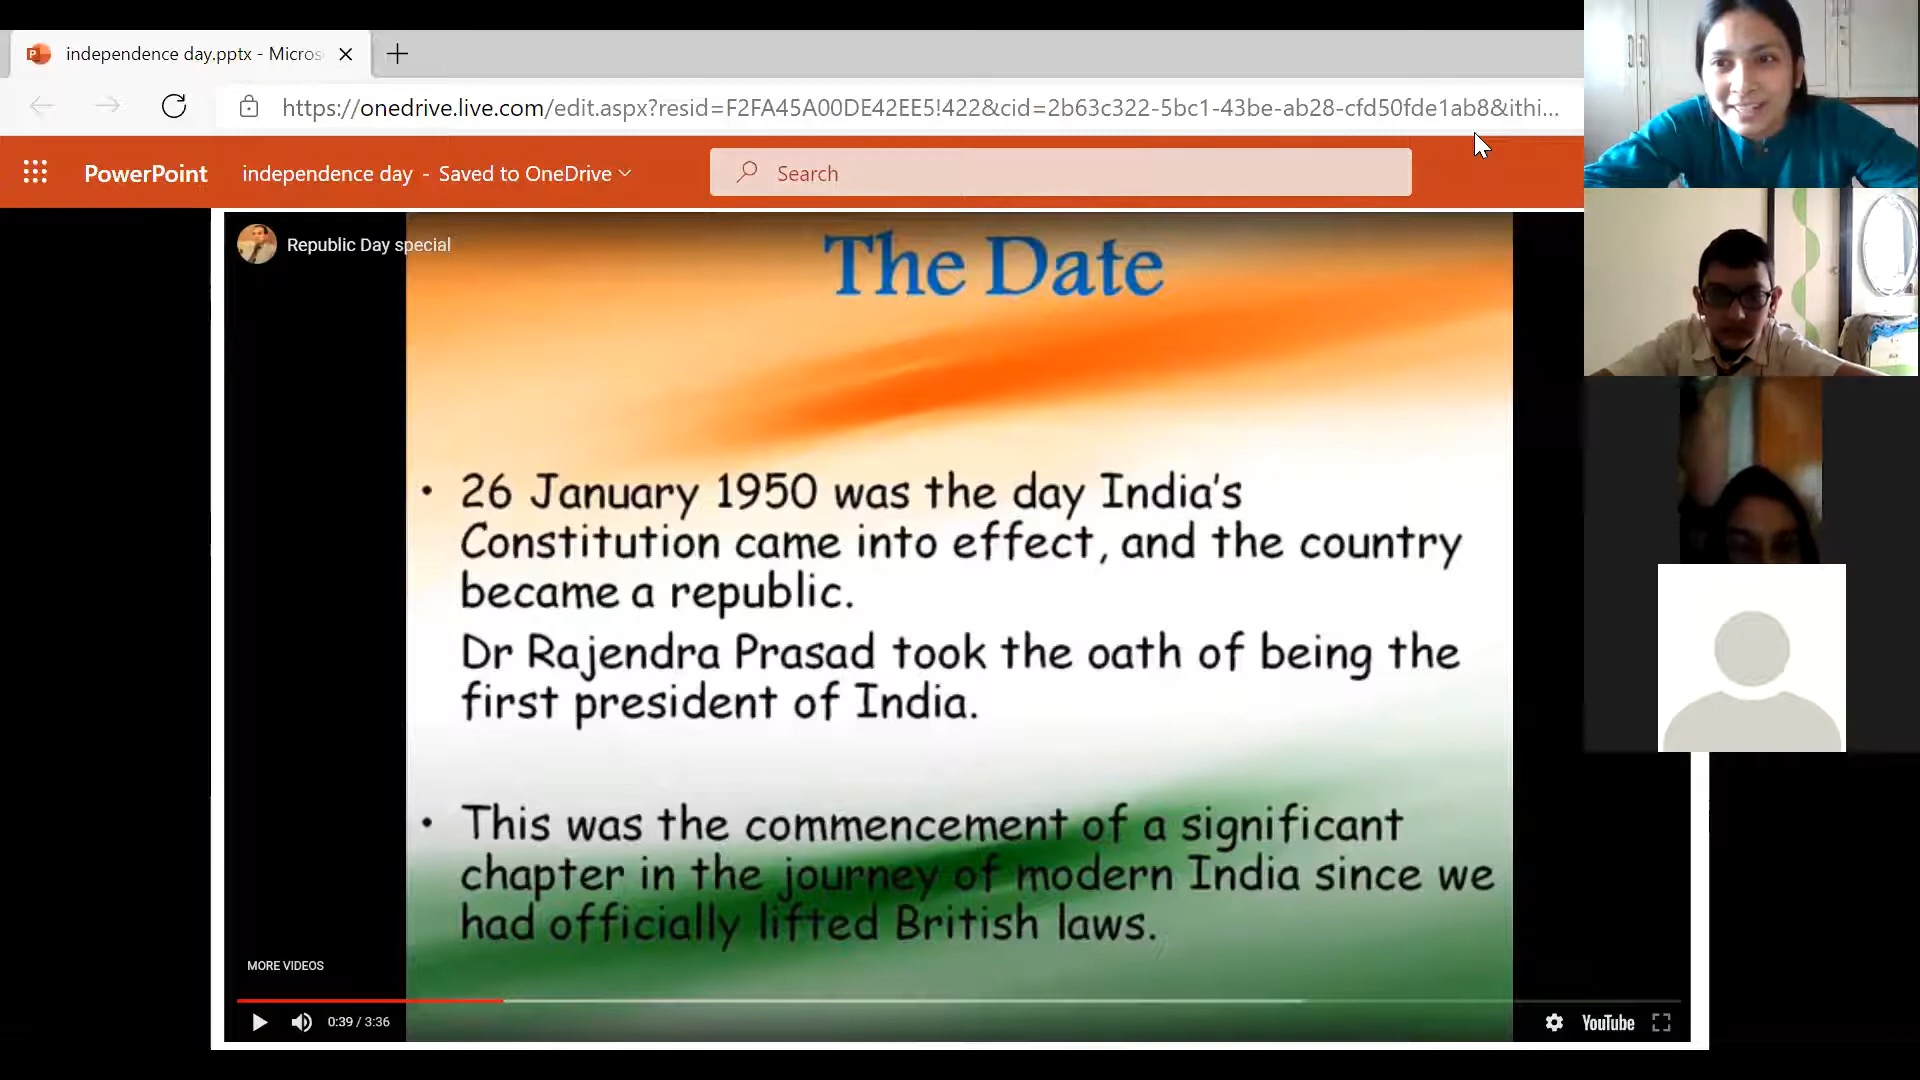 independence day.pptx - Micros
https://onedrive.live.com/edit.aspx?resid=F2FA45A00DE42EE5!422&cid=2b63c322-5bc1-43be-ab28-cfd50fde1ab8&ithi...
PowerPoint
independence day - Saved to OneDrive
Search
Republic Day special
The Date
• 26 January 1950 was the day India's
Constitution came into effect, and the country
became a republic.
Dr Rajendra Prasad took the oath of being the
first president of India.
• This was the commencement of a significant
chapter in the journey of modern India since we
had officially lifted British laws.
MORE VIDEOS
0:39 / 3:36
YouTube